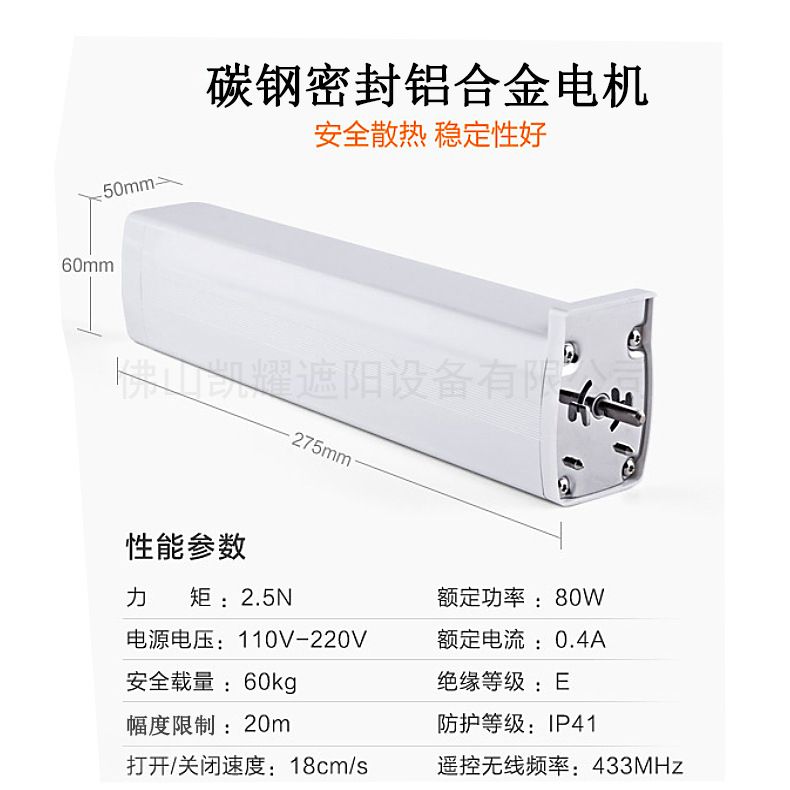 碳钢密封铝合金电机
安全散热 稳定性好
50mm
60mm
佛山凯耀遮阳设备有限公司
275mm
性能参数
力 矩：2.5N 额定功率：80W
电源电压：110V-220V 额定电流：0.4A
安全载量：60kg 绝缘等级：E
幅度限制：20m 防护等级：IP41
打开/关闭速度：18cm/s 遥控无线频率：433MHz